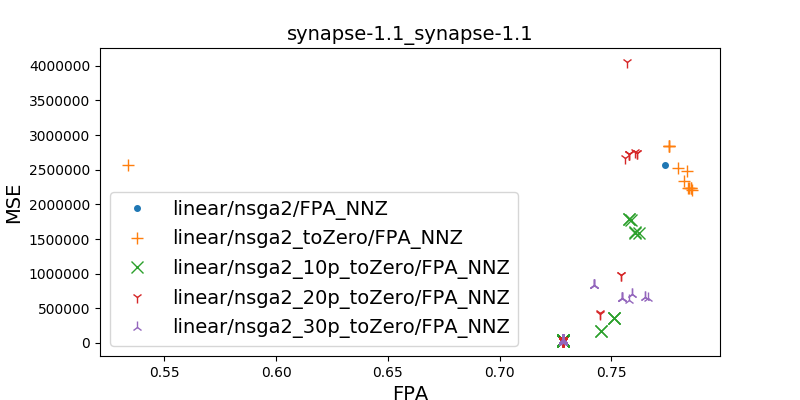 synapse-1.1_synapse-1.1
MSE
4000000
3500000
3000000
2500000
2000000
1500000
1000000
500000
0
linear/nsga2/FPA_NNZ
linear/nsga2_toZero/FPA_NNZ
linear/nsga2_10p_toZero/FPA_NNZ
linear/nsga2_20p_toZero/FPA_NNZ
linear/nsga2_30p_toZero/FPA_NNZ
0.55 0.60 0.65 0.70 0.75
FPA